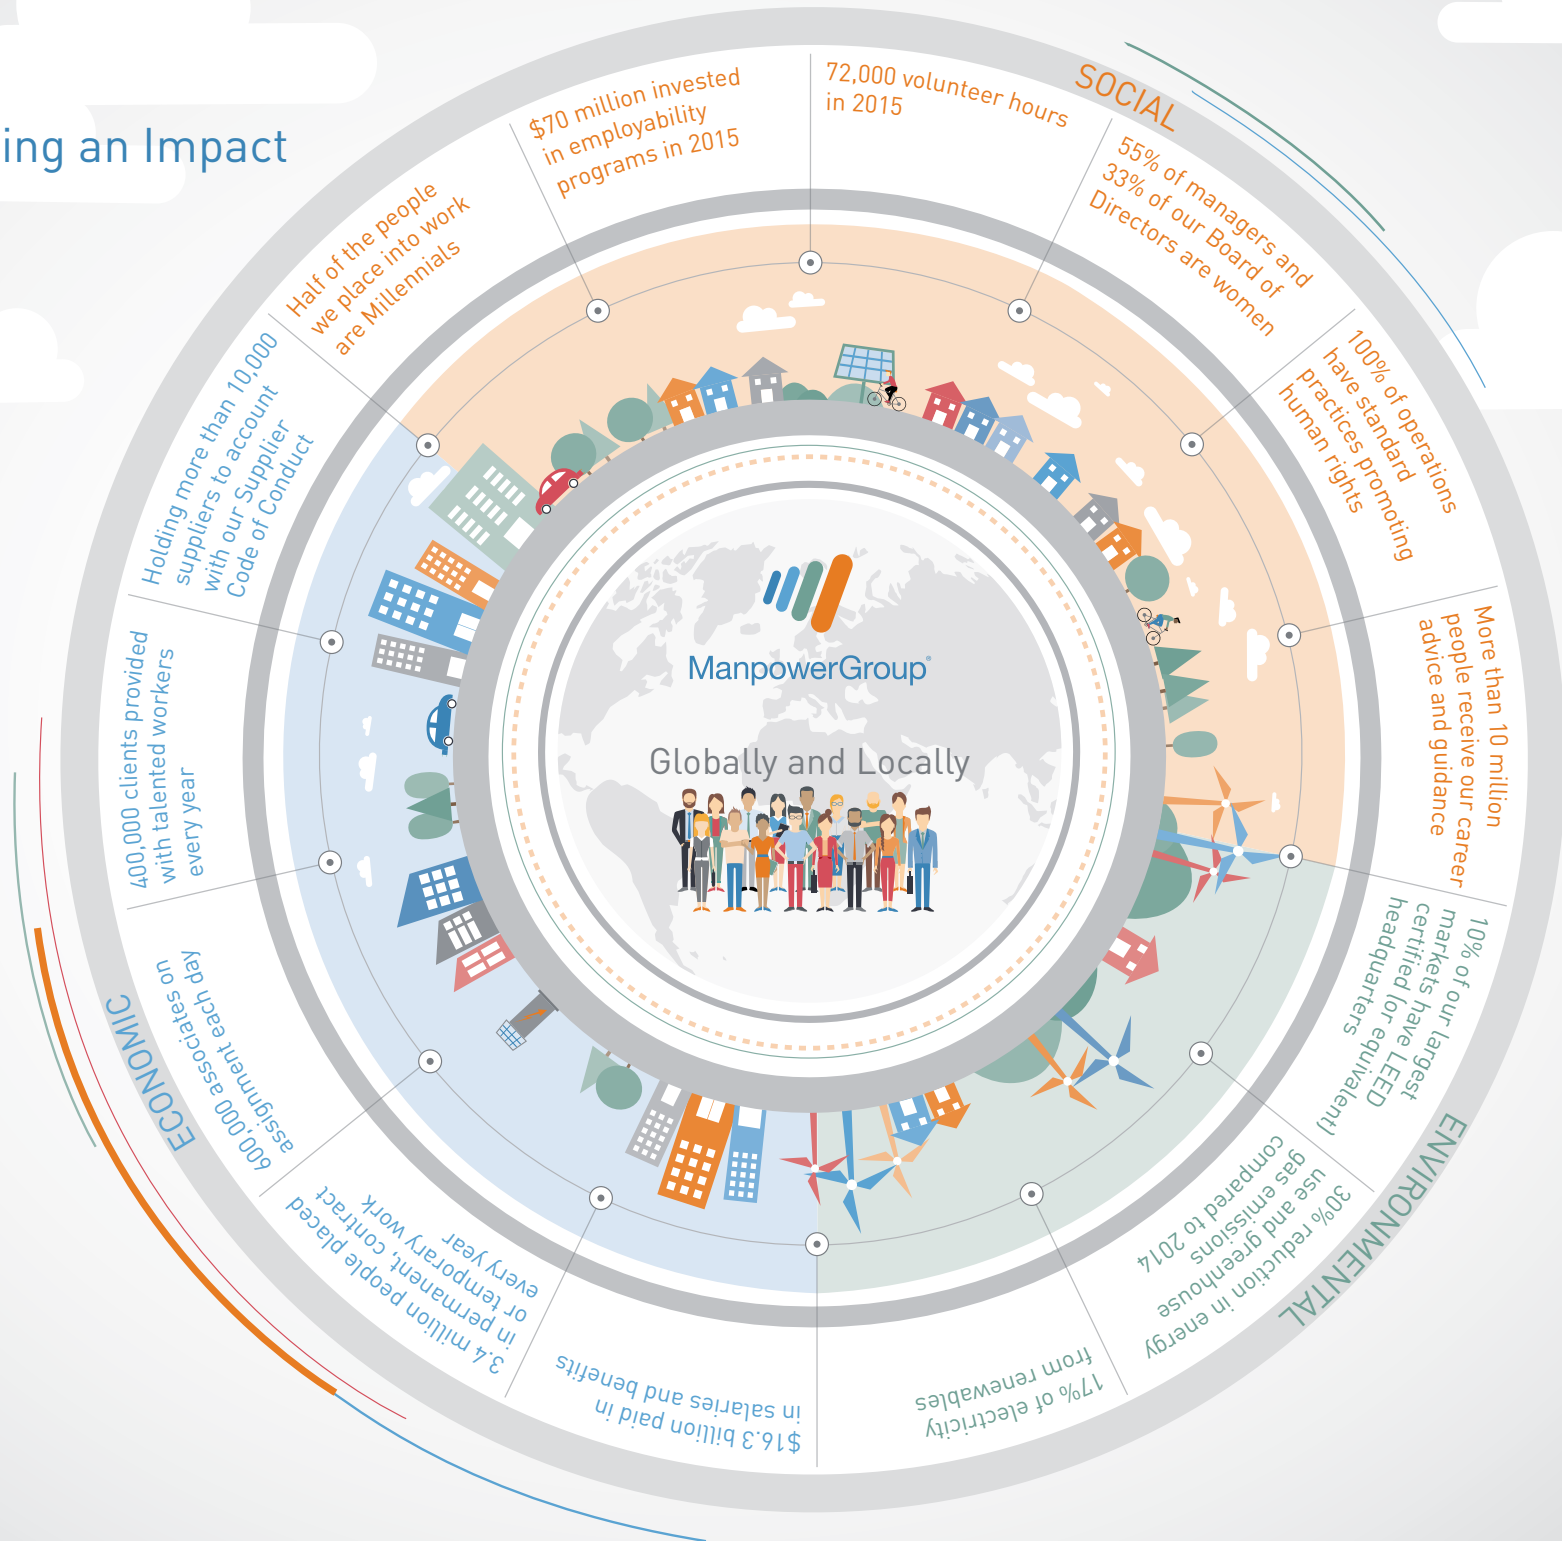 ing an Impact
SOCIAL
72,000 volunteer hours
in 2015
55% of managers and
33% of our Board of
Directors are women
100% of operations
have standard
practices promoting
human rights
More than 10 million
people receive our career
advice and guidance
ENVIRONMENTAL
10% of our largest
markets have LEED
certified (or equivalent)
headquarters
30% reduction in energy
use and greenhouse
gas emissions
compared to 2014
17% of electricity
from renewables
ECONOMIC
$16.3 billion paid in
in salaries and benefits
3.4 million people placed
in permanent, contract
or temporary work
every year
600,000 associates on
assignment each day
400,000 clients provided
with talented workers
every year
Holding more than 10,000
suppliers to account
with our Supplier
Code of Conduct
Half of the people
we place into work
are Millennials
$70 million invested
in employability
programs in 2015
ManpowerGroup®
Globally and Locally